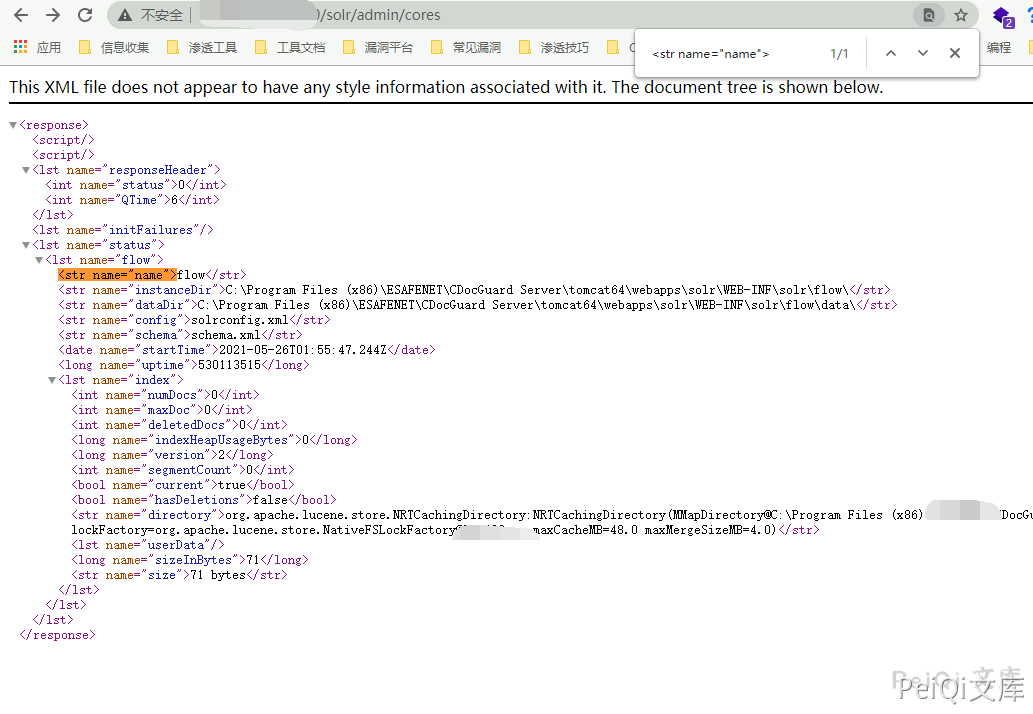 不安全 /solr/admin/cores
应用 信息收集 渗透工具 工具文档 漏洞平台 常见漏洞 渗透技巧 编程
<str name="name"> 1/1
This XML file does not appear to have any style information associated with it. The document tree is shown below.
<response>
<script/>
<script/>
<lst name="responseHeader">
<int name="status">0</int>
<int name="QTime">6</int>
</lst>
<lst name="initFailures"/>
<lst name="status">
<lst name="flow">
<str name="name">flow</str>
<str name="instanceDir">C:\Program Files (x86)\ESAFENET\CDocGuard Server\tomcat64\webapps\solr\WEB-INF\solr\flow\</str>
<str name="dataDir">C:\Program Files (x86)\ESAFENET\CDocGuard Server\tomcat64\webapps\solr\WEB-INF\solr\flow\data\</str>
<str name="config">solrconfig.xml</str>
<str name="schema">schema.xml</str>
<date name="startTime">2021-05-26T01:55:47.244Z</date>
<long name="uptime">530113515</long>
<lst name="index">
<int name="numDocs">0</int>
<int name="maxDoc">0</int>
<int name="deletedDocs">0</int>
<long name="indexHeapUsageBytes">0</long>
<long name="version">2</long>
<int name="segmentCount">0</int>
<bool name="current">true</bool>
<bool name="hasDeletions">false</bool>
<str name="directory">org.apache.lucene.store.NRTCachingDirectory:NRTCachingDirectory(MMapDirectory@C:\Program Files (x86)
lockFactory=org.apache.lucene.store.NativeFSLockFactory maxCacheMB=48.0 maxMergeSizeMB=4.0)</str>
<lst name="userData"/>
<long name="sizeInBytes">71</long>
<str name="size">71 bytes</str>
</lst>
</lst>
</lst>
</response>
PeiQi 文库
PeiQi文库